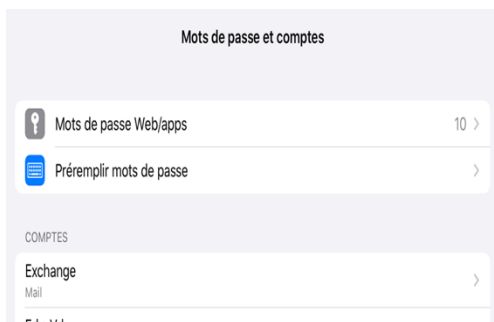 Mots de passe et comptes
Mots de passe Web/apps
10
Préremplir mots de passe
COMPTES
Exchange
Mail